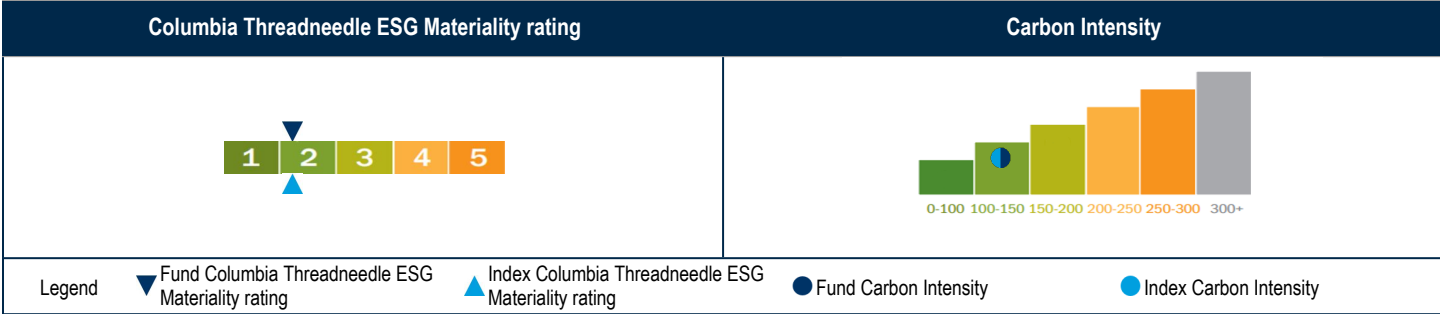 Columbia Threadneedle ESG Materiality rating
Carbon Intensity
1 2 3 4 5
0-100 100-150 150-200 200-250 250-300 300+
Legend
Fund Columbia Threadneedle ESG
Materiality rating
Index Columbia Threadneedle ESG
Materiality rating
Fund Carbon Intensity
Index Carbon Intensity